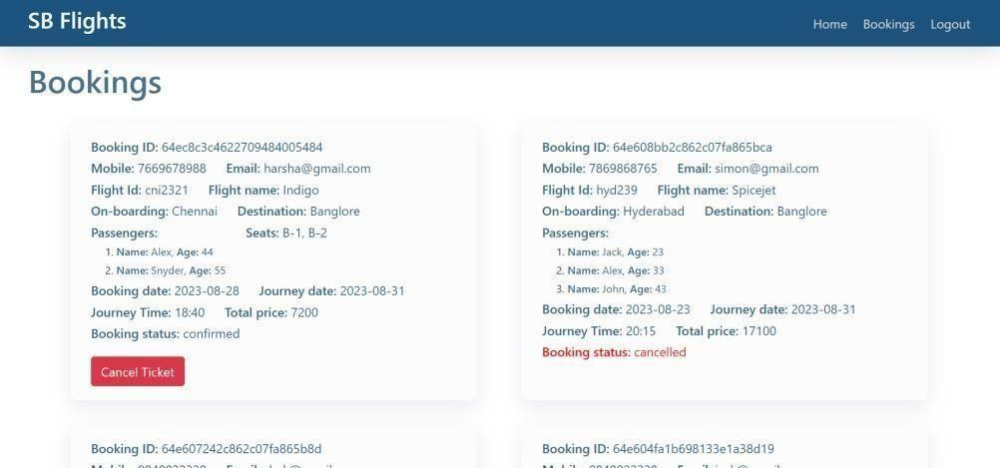 SB Flights
Home Bookings Logout
Bookings
Booking ID: 64ec8c3c4622709484005484
Mobile: 7669678988 Email: harsha@gmail.com
Flight Id: cni2321 Flight name: Indigo
On-boarding: Chennai Destination: Banglore
Passengers: Seats: B-1, B-2
1. Name: Alex, Age: 44
2. Name: Snyder, Age: 55
Booking date: 2023-08-28 Journey date: 2023-08-31
Journey Time: 18:40 Total price: 7200
Booking status: confirmed
Cancel Ticket
Booking ID: 64e608bb2c862c07fa865bca
Mobile: 7869868765 Email: simon@gmail.com
Flight Id: hyd239 Flight name: Spicejet
On-boarding: Hyderabad Destination: Banglore
Passengers:
1. Name: Jack, Age: 23
2. Name: Alex, Age: 33
3. Name: John, Age: 43
Booking date: 2023-08-23 Journey date: 2023-08-31
Journey Time: 20:15 Total price: 17100
Booking status: cancelled
Booking ID: 64e607242c862c07fa865b8d
Booking ID: 64e604fa1b698133e1a38d19